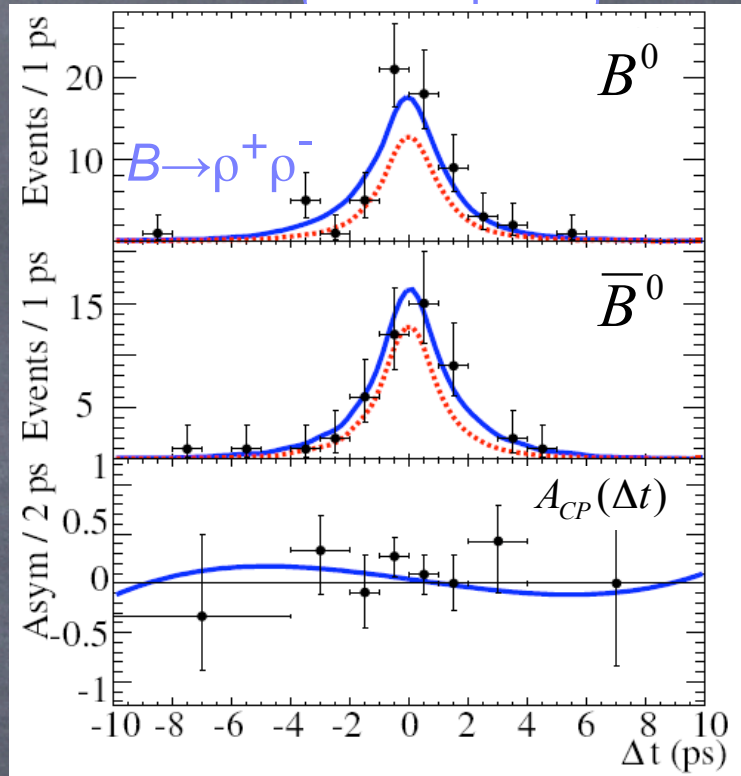 Events / 1 ps
20
10
B⁰
B→ρ⁺ρ⁻
Events / 1 ps
15
5
B̅⁰
Asym / 2 ps
1
0.5
0
-0.5
-1
A_CP(Δt)
-10 -8 -6 -4 -2 0 2 4 6 8 10
Δt (ps)